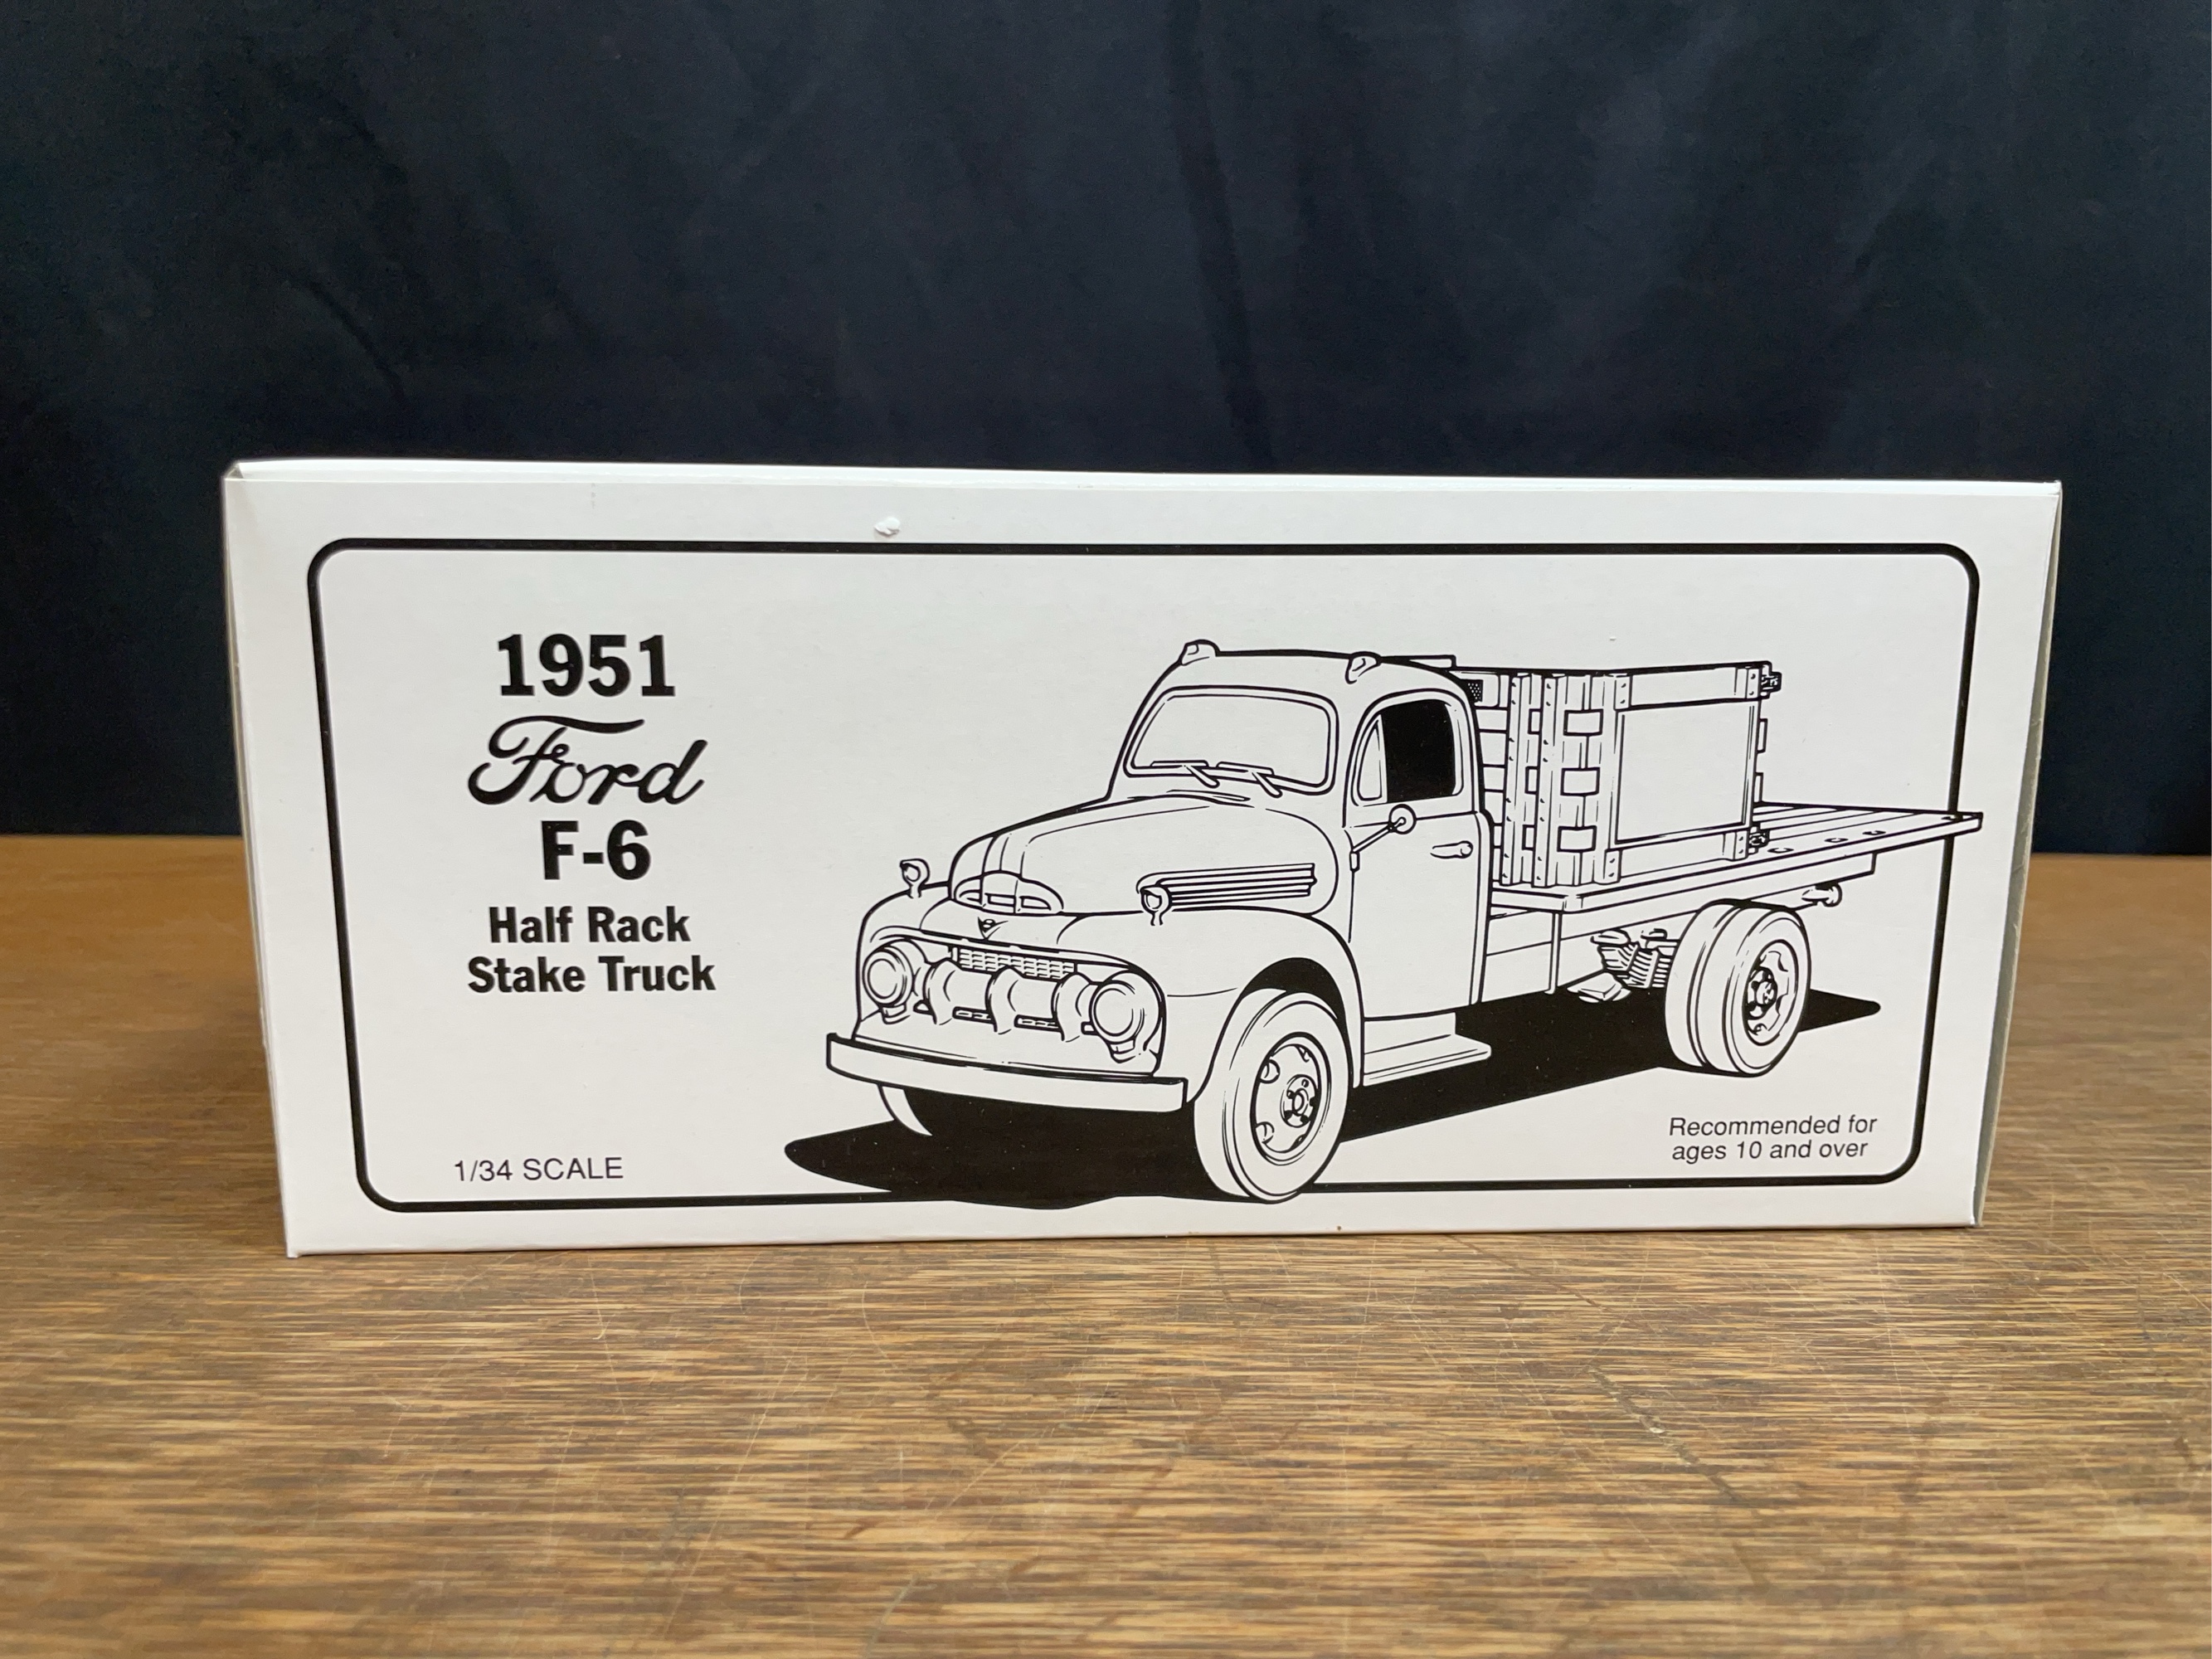 1951
Ford
F-6
Half Rack
Stake Truck
1/34 SCALE
Recommended for
ages 10 and over